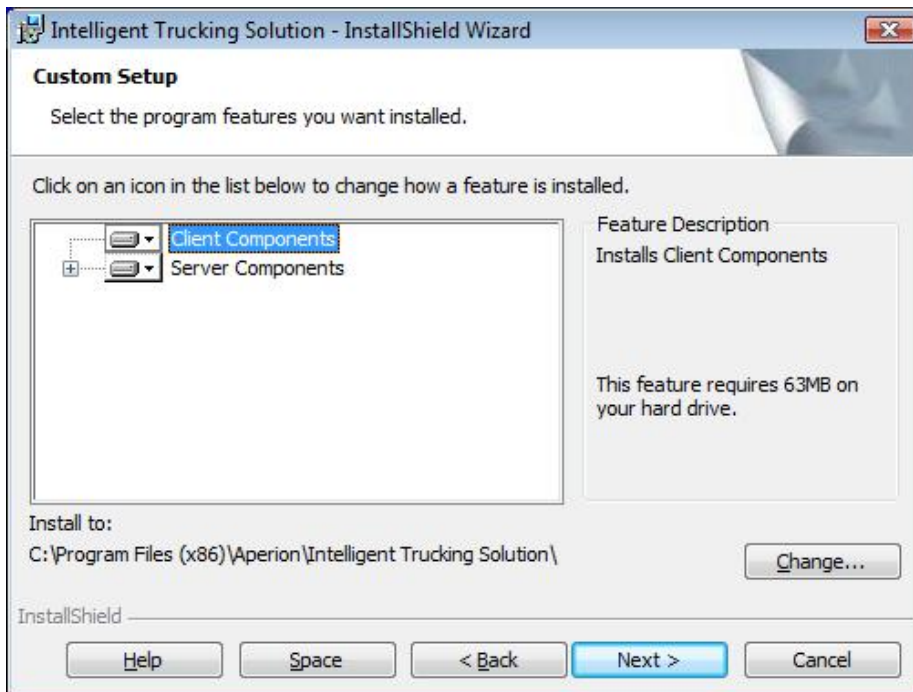 Intelligent Trucking Solution - InstallShield Wizard
Custom Setup
Select the program features you want installed.
Click on an icon in the list below to change how a feature is installed.
Client Components
Server Components
Feature Description
Installs Client Components
This feature requires 63MB on
your hard drive.
Install to:
C:\Program Files (x86)\Aperion\Intelligent Trucking Solution\
Change...
InstallShield
Help
Space
< Back
Next >
Cancel